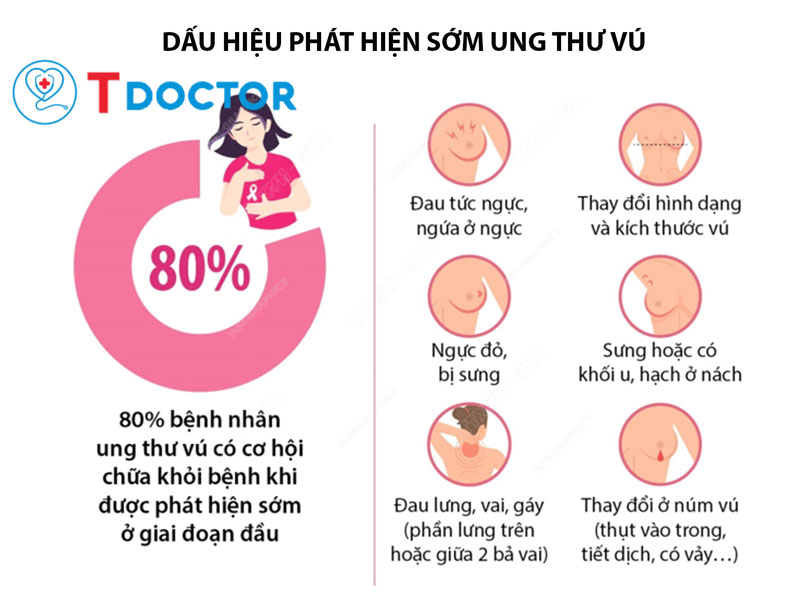 DẤU HIỆU PHÁT HIỆN SỚM UNG THƯ VÚ
T DOCTOR
80%
80% bệnh nhân
ung thư vú có cơ hội
chữa khỏi bệnh khi
được phát hiện sớm
ở giai đoạn đầu
Đau tức ngực,
ngứa ở ngực
Thay đổi hình dạng
và kích thước vú
Ngực đỏ,
bị sưng
Sưng hoặc có
khối u, hạch ở nách
Đau lưng, vai, gáy
(phần lưng trên
hoặc giữa 2 bả vai)
Thay đổi ở núm vú
(thụt vào trong,
tiết dịch, có vảy...)